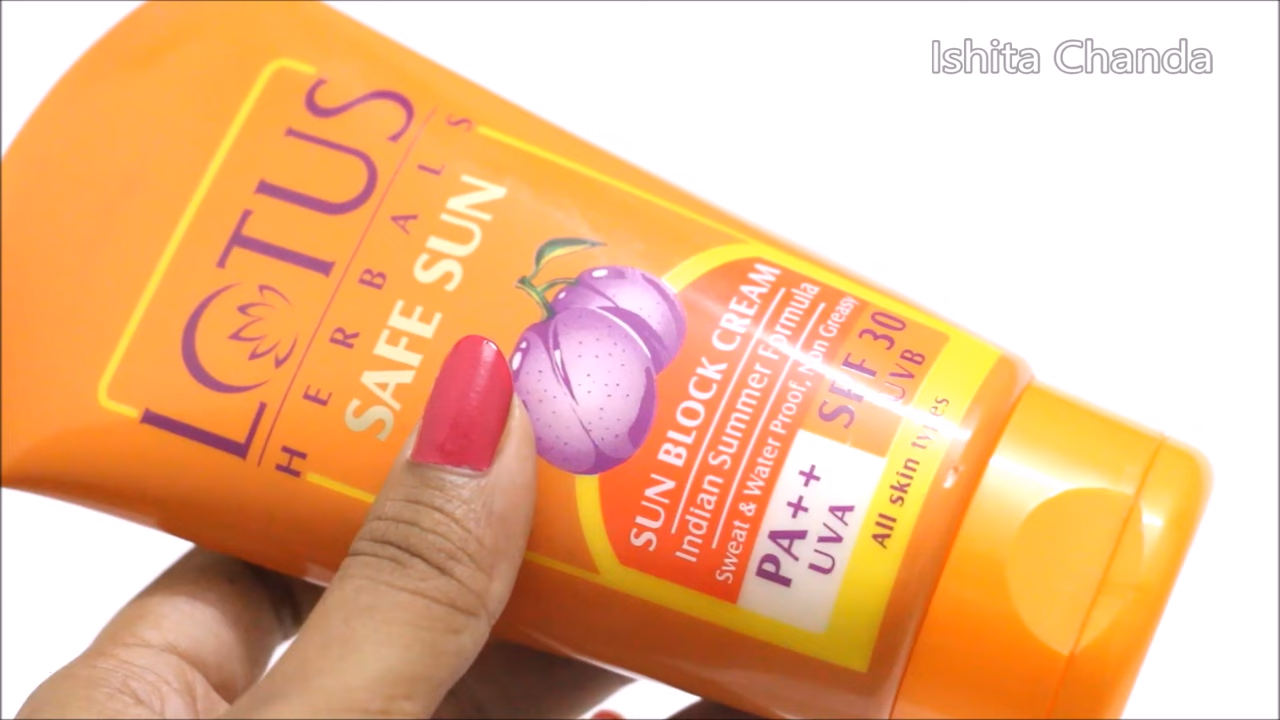 Ishita Chanda
LOTUS
HERBALS
SAFE SUN
SUN BLOCK CREAM
Indian Summer Formula
Sweat & Water Proof, Non Greasy
PA++
UVA
SPF 30
UVB
All skin types